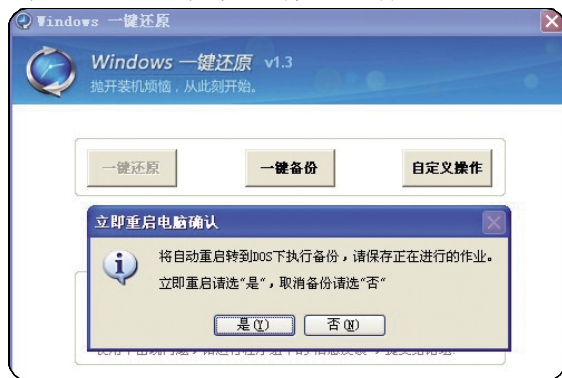 Windows 一键还原
Windows 一键还原 v1.3
抛开装机烦恼，从此刻开始。
一键还原
一键备份
自定义操作
立即重启电脑确认
将自动重启转到DOS下执行备份，请保存正在进行的作业。
立即重启请选“是”，取消备份请选“否”
是(Y)
否(N)